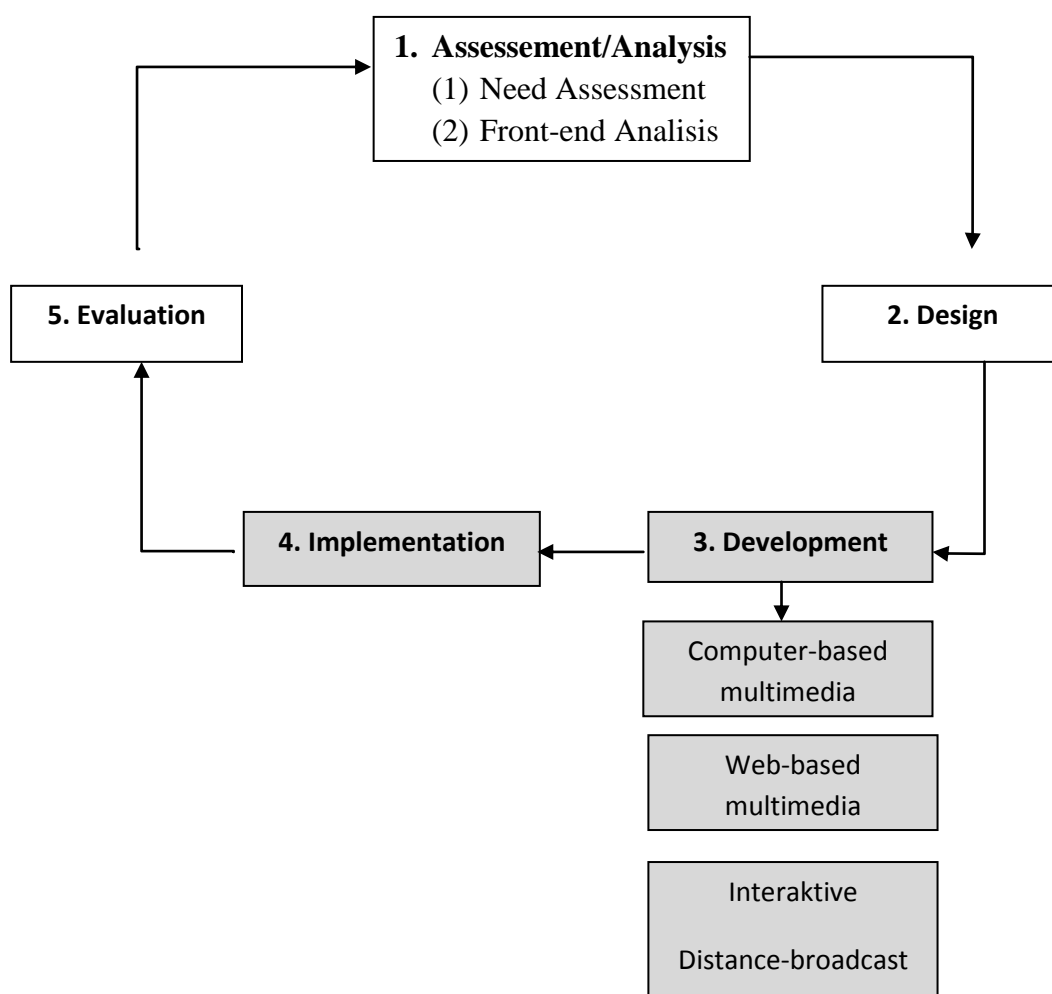 1. Assessement/Analysis
(1) Need Assessment
(2) Front-end Analisis
5. Evaluation
2. Design
4. Implementation
3. Development
Computer-based
multimedia
Web-based
multimedia
Interaktive
Distance-broadcast